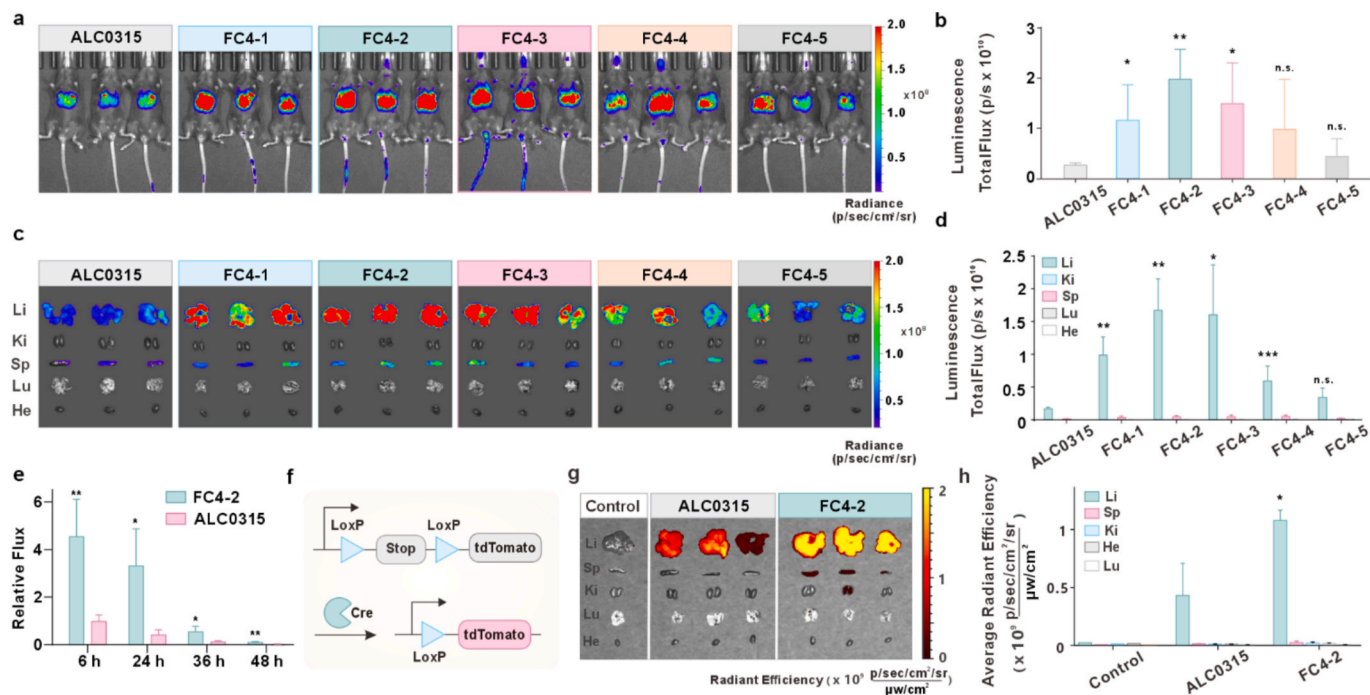 a
ALC0315 FC4-1 FC4-2 FC4-3 FC4-4 FC4-5
2.0
1.5
×10⁹
1.0
0.5
Radiance
(p/sec/cm²/sr)
b
Luminescence
TotalFlux (p/s x 10¹⁰)
3
2
1
0
* ** * n.s. n.s.
ALC0315 FC4-1 FC4-2 FC4-3 FC4-4 FC4-5
c
ALC0315 FC4-1 FC4-2 FC4-3 FC4-4 FC4-5
Li
Ki
Sp
Lu
He
2.0
1.5
×10⁸
1.0
0.5
Radiance
(p/sec/cm²/sr)
d
Luminescence
TotalFlux (p/s x 10¹⁰)
2.5
2
1.5
1
0.5
0
Li
Ki
Sp
Lu
He
** ** * *** n.s.
ALC0315 FC4-1 FC4-2 FC4-3 FC4-4 FC4-5
e
Relative Flux
6
4
2
0
** * * **
FC4-2
ALC0315
6 h 24 h 36 h 48 h
f
LoxP LoxP
Stop tdTomato
Cre
LoxP tdTomato
g
Control ALC0315 FC4-2
Li
Sp
Ki
Lu
He
2
1
0
Radiant Efficiency (x 10⁹ p/sec/cm²/sr
µw/cm²
)
h
Average Radiant Efficiency
(x 10⁹ p/sec/cm²/sr
µw/cm²
)
1
0.5
0
Li
Sp
Ki
He
Lu
*
Control ALC0315 FC4-2